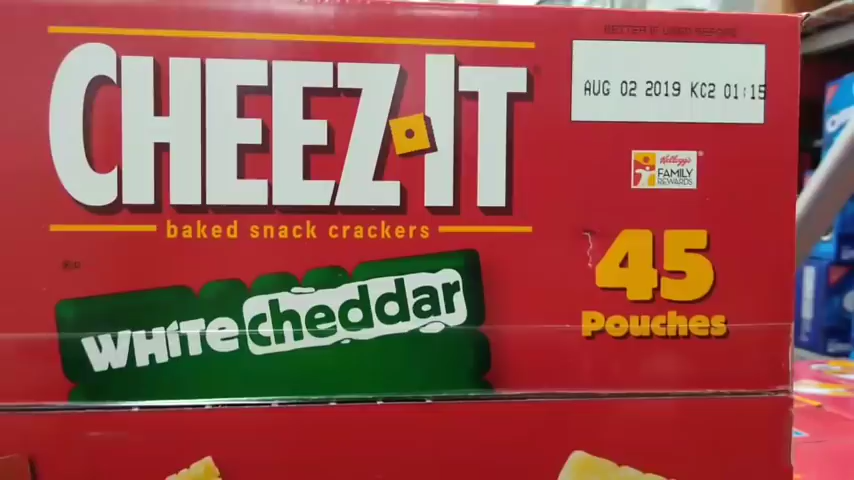 BETTER IF USED BEFORE
CHEEZ-IT
AUG 02 2019 KC2 01:15
Kellogg's
FAMILY
REWARDS
baked snack crackers
45
Pouches
WHiTE cheddar